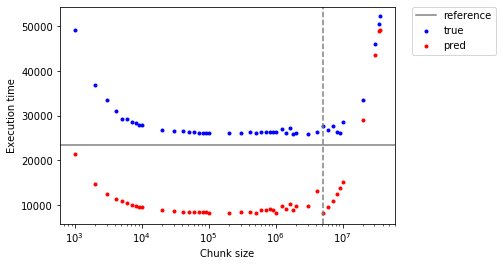 50000
40000
30000
20000
10000
Execution time
10³
10⁴
10⁵
10⁶
10⁷
Chunk size
reference
true
pred